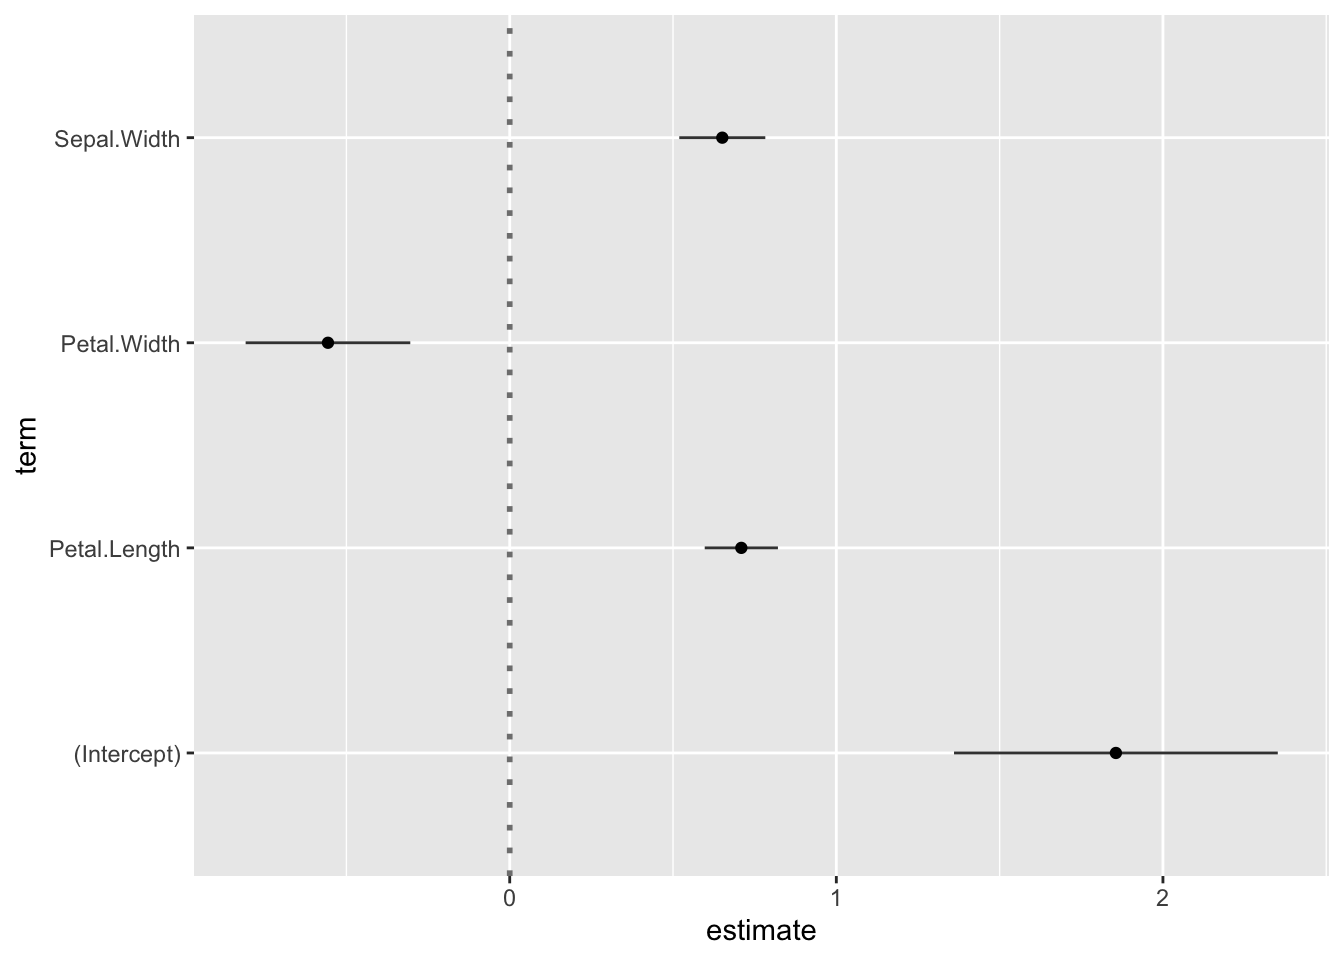 Sepal.Width
Petal.Width
term
Petal.Length
(Intercept)
0
1
2
estimate